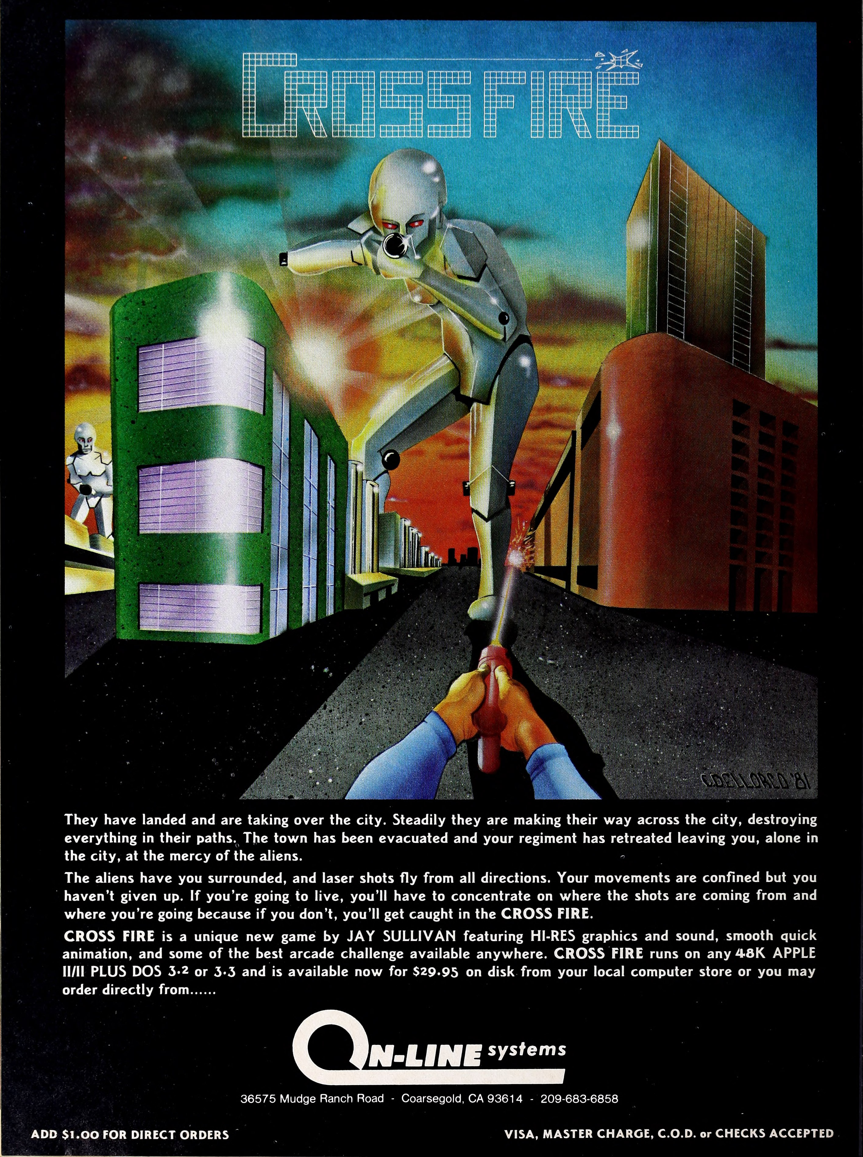 CROSSFIRE
C DELLORCO '81
They have landed and are taking over the city. Steadily they are making their way across the city, destroying
everything in their paths. The town has been evacuated and your regiment has retreated leaving you, alone in
the city, at the mercy of the aliens.
The aliens have you surrounded, and laser shots fly from all directions. Your movements are confined but you
haven't given up. If you're going to live, you'll have to concentrate on where the shots are coming from and
where you're going because if you don't, you'll get caught in the CROSS FIRE.
CROSS FIRE is a unique new game by JAY SULLIVAN featuring HI-RES graphics and sound, smooth quick
animation, and some of the best arcade challenge available anywhere. CROSS FIRE runs on any 48K APPLE
II/II PLUS DOS 3.2 or 3.3 and is available now for $29.95 on disk from your local computer store or you may
order directly from......
ON-LINE systems
36575 Mudge Ranch Road - Coarsegold, CA 93614 - 209-683-6858
ADD $1.00 FOR DIRECT ORDERS
VISA, MASTER CHARGE, C.O.D. or CHECKS ACCEPTED